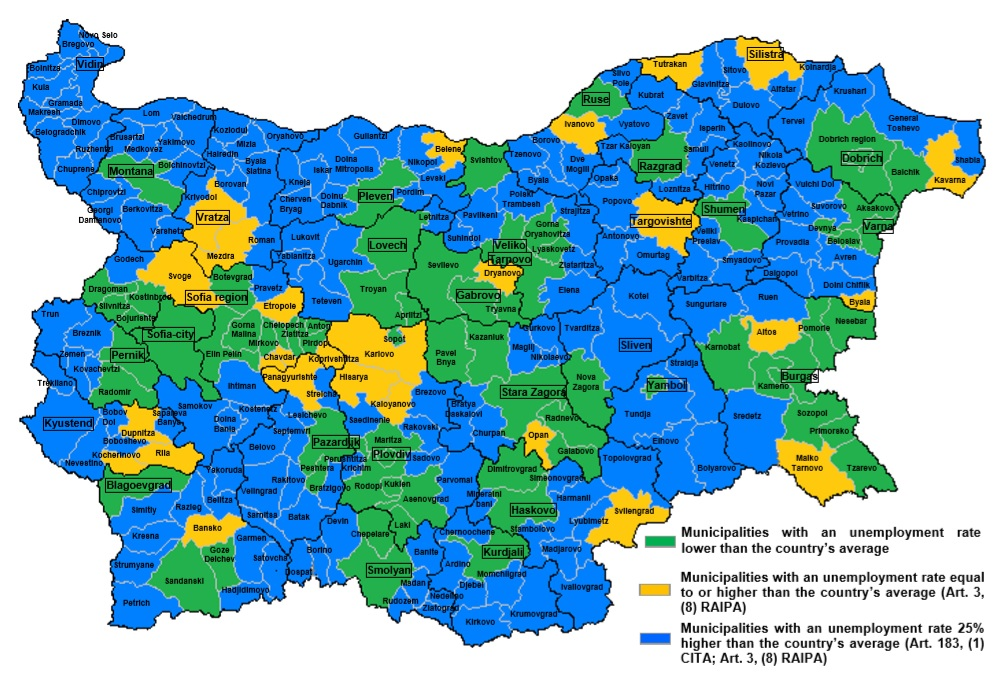 Novo Selo
Bregovo
Vidin
Boinitza
Kula
Gramada
Makresh
Dimovo
Belogradchik
Ruzhentzi
Chuprene
Lom
Valchedrum
Brusartzi
Yakimovo
Medkovez
Montana
Boichinovtzi
Chiprovtzi
Georgi
Damianovo
Berkovitza
Varshetz
Kozlodui
Mizia
Hairedin
Oryahovo
Byala
Slatina
Borovan
Krivodol
Vratza
Mezdra
Roman
Guliantzi
Dolna
Mitropolia
Iskar
Kneja
Cherven
Bryag
Dolni
Dabnik
Pleven
Pordim
Nikopol
Levski
Belene
Svishtov
Lukovit
Yablanitza
Ugarchin
Teteven
Lovech
Letnitza
Troyan
Apriltzi
Sevlievo
Suhindol
Pavlikeni
Polski
Trambesh
Strajitza
Gorna
Oryahovitza
Lyaskovetz
Veliko
Tarnovo
Zlataritza
Elena
Dryanovo
Gabrovo
Tryavna
Ruse
Slivo
Pole
Ivanovo
Borovo
Tzenovo
Byala
Dve
Mogili
Vyatovo
Tutrakan
Silistra
Sitovo
Glavinitza
Kainardja
Alfatar
Dulovo
Kubrat
Zavet
Isperih
Tzar Kaloyan
Razgrad
Samuil
Loznitza
Opaka
Popovo
Targovishte
Antonovo
Omurtag
Kaolinovo
Nikola
Kozlevo
Venetz
Hitrino
Novi
Pazar
Shumen
Kaspichan
Veliki
Preslav
Smyadovo
Varbitza
Krushari
Tervel
General
Toshevo
Dobrich region
Dobrich
Balchik
Shabla
Kavarna
Vulchi Dol
Suvorovo
Vetrino
Aksakovo
Varna
Devnya
Beloslav
Provadia
Avren
Dalgopol
Dolni Chiflik
Byala
Godech
Svoge
Dragoman
Slivnitza
Kostinbrod
Bojurishte
Sofia region
Botevgrad
Pravetz
Etropole
Sofia-city
Gorna
Malina
Chelopech
Zlatitza
Anton
Mirkovo
Pirdop
Elin Pelin
Chavdar
Koprivshtitza
Ihtiman
Samokov
Kostenetz
Dolna
Bania
Trun
Breznik
Zemen
Pernik
Kovachevtzi
Radomir
Trekliano
Kyustend
Bobov
Dol
Sapareva
Banya
Dupnitza
Boboshevo
Kocherinovo
Rila
Nevestino
Blagoevgrad
Simitly
Kresna
Strumyane
Petrich
Sandanski
Razleg
Bansko
Yakoruda
Belitza
Goze
Delchev
Garmen
Hadjidimovo
Satovcha
Panagyurishte
Strelcha
Lesichevo
Septemvri
Pazardjik
Belovo
Velingrad
Rakitovo
Peshtera
Bratzigovo
Batak
Sarnitsa
Karlovo
Sopot
Hisarya
Kaloyanovo
Brezovo
Saedinenie
Rakovski
Maritza
Plovdiv
Sadovo
Perushtitza
Krichim
Rodopi
Kuklen
Asenovgrad
Parvomai
Laki
Devin
Borino
Dospat
Chepelare
Smolyan
Banite
Madan
Rudozem
Nedelino
Zlatograd
Kazanluk
Pavel
Bnya
Gurkovo
Maglij
Nikolaevo
Bratya
Daskalovi
Stara Zagora
Nova
Zagora
Radnevo
Churpan
Opan
Galabovo
Tvarditza
Kotel
Sliven
Yambol
Straldja
Tundja
Elhovo
Bolyarovo
Dimitrovgrad
Simeonovgrad
Mineralni
bani
Haskovo
Harmanli
Topolovgrad
Lyubimetz
Svilengrad
Stambolovo
Madjarovo
Ivailovgrad
Chernoochene
Kurdjali
Ardino
Momchilgrad
Djebel
Kirkovo
Krumovgrad
Sungurlare
Ruen
Karnobat
Aitos
Pomorie
Nesebar
Burgas
Kameno
Sredetz
Sozopol
Primorsko
Malko
Tarnovo
Tzarevo
Municipalities with an unemployment rate
lower than the country's average
Municipalities with an unemployment rate equal
to or higher than the country's average (Art. 3,
(8) RAIPA)
Municipalities with an unemployment rate 25%
higher than the country's average (Art. 183, (1)
CITA; Art. 3, (8) RAIPA)